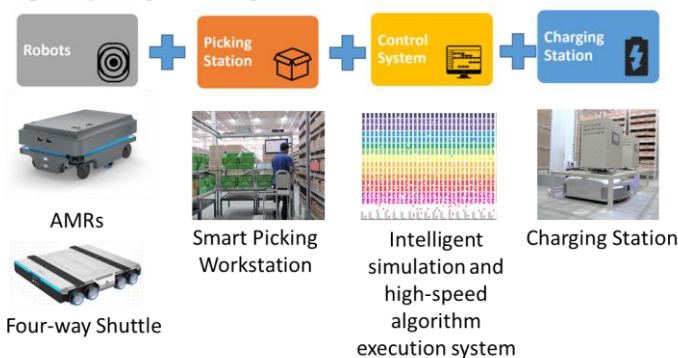 Robots
Picking
Station
Control
System
Charging
Station
AMRs
Four-way Shuttle
Smart Picking
Workstation
Intelligent
simulation and
high-speed
algorithm
execution system
Charging Station